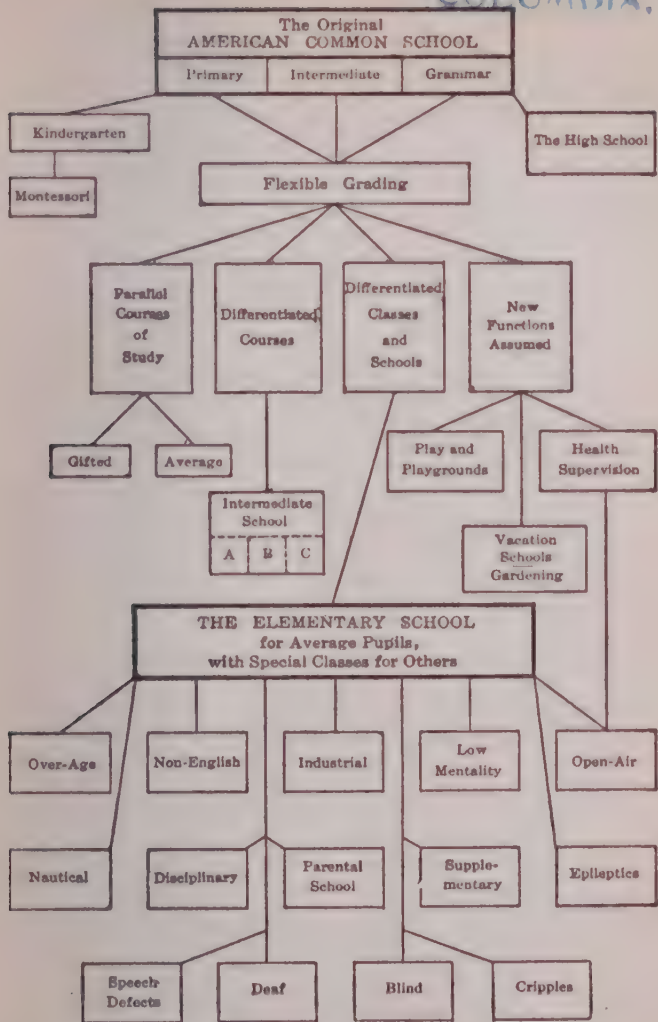 COLUMBIA.
The Original
AMERICAN COMMON SCHOOL
Primary Intermediate Grammar
Kindergarten
The High School
Montessori
Flexible Grading
Parallel
Courses
of
Study
Differentiated
Courses
Differentiated
Classes
and
Schools
New
Functions
Assumed
Gifted
Average
Play and
Playgrounds
Health
Supervision
Intermediate
School
A B C
Vacation
Schools
Gardening
THE ELEMENTARY SCHOOL
for Average Pupils,
with Special Classes for Others
Over-Age
Non-English
Industrial
Low
Mentality
Open-Air
Nautical
Disciplinary
Parental
School
Supple-
mentary
Epileptics
Speech-
Defects
Deaf
Blind
Cripples